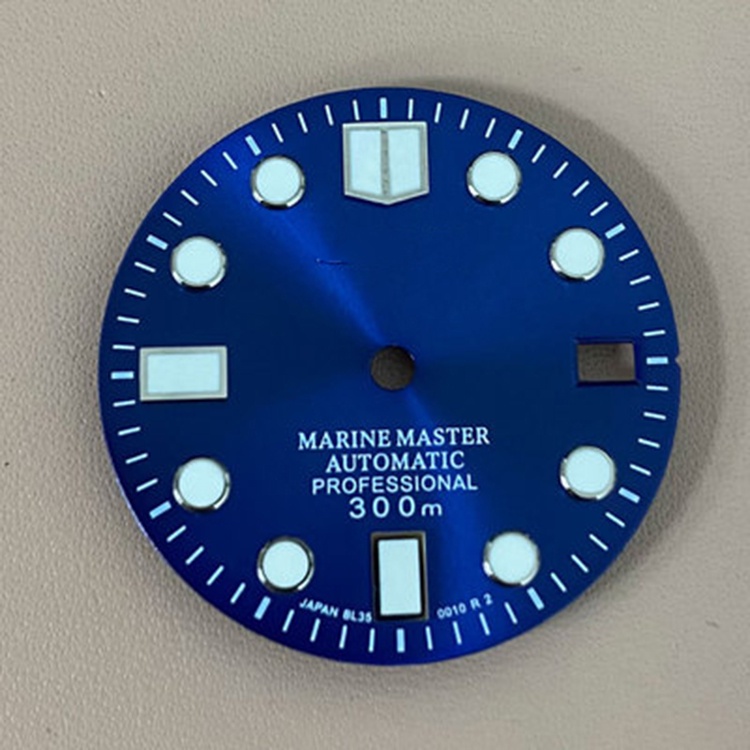 MARINE MASTER
AUTOMATIC
PROFESSIONAL
300m
JAPAN 8L35 0010 R 2